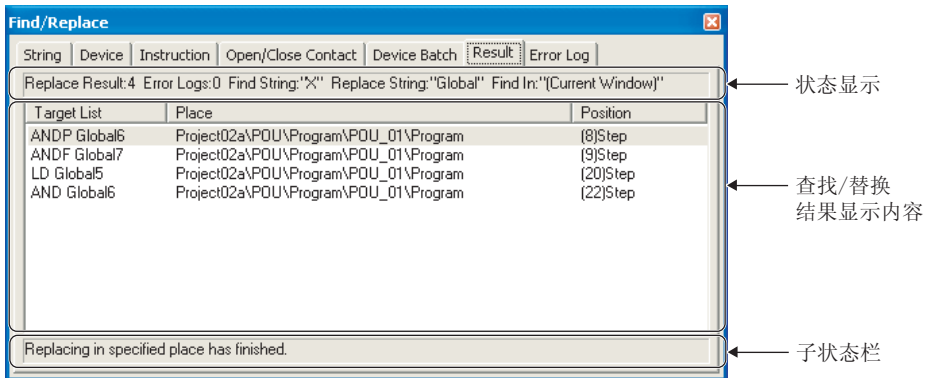 Find/Replace
String Device Instruction Open/Close Contact Device Batch Result Error Log
Replace Result:4 Error Logs:0 Find String:"X" Replace String:"Global" Find In:"(Current Window)"
状态显示
Target List Place Position
ANDP Global6 Project02a\POU\Program\POU_01\Program (8)Step
ANDF Global7 Project02a\POU\Program\POU_01\Program (9)Step
LD Global5 Project02a\POU\Program\POU_01\Program (20)Step
AND Global6 Project02a\POU\Program\POU_01\Program (22)Step
查找/替换
结果显示内容
Replacing in specified place has finished.
子状态栏